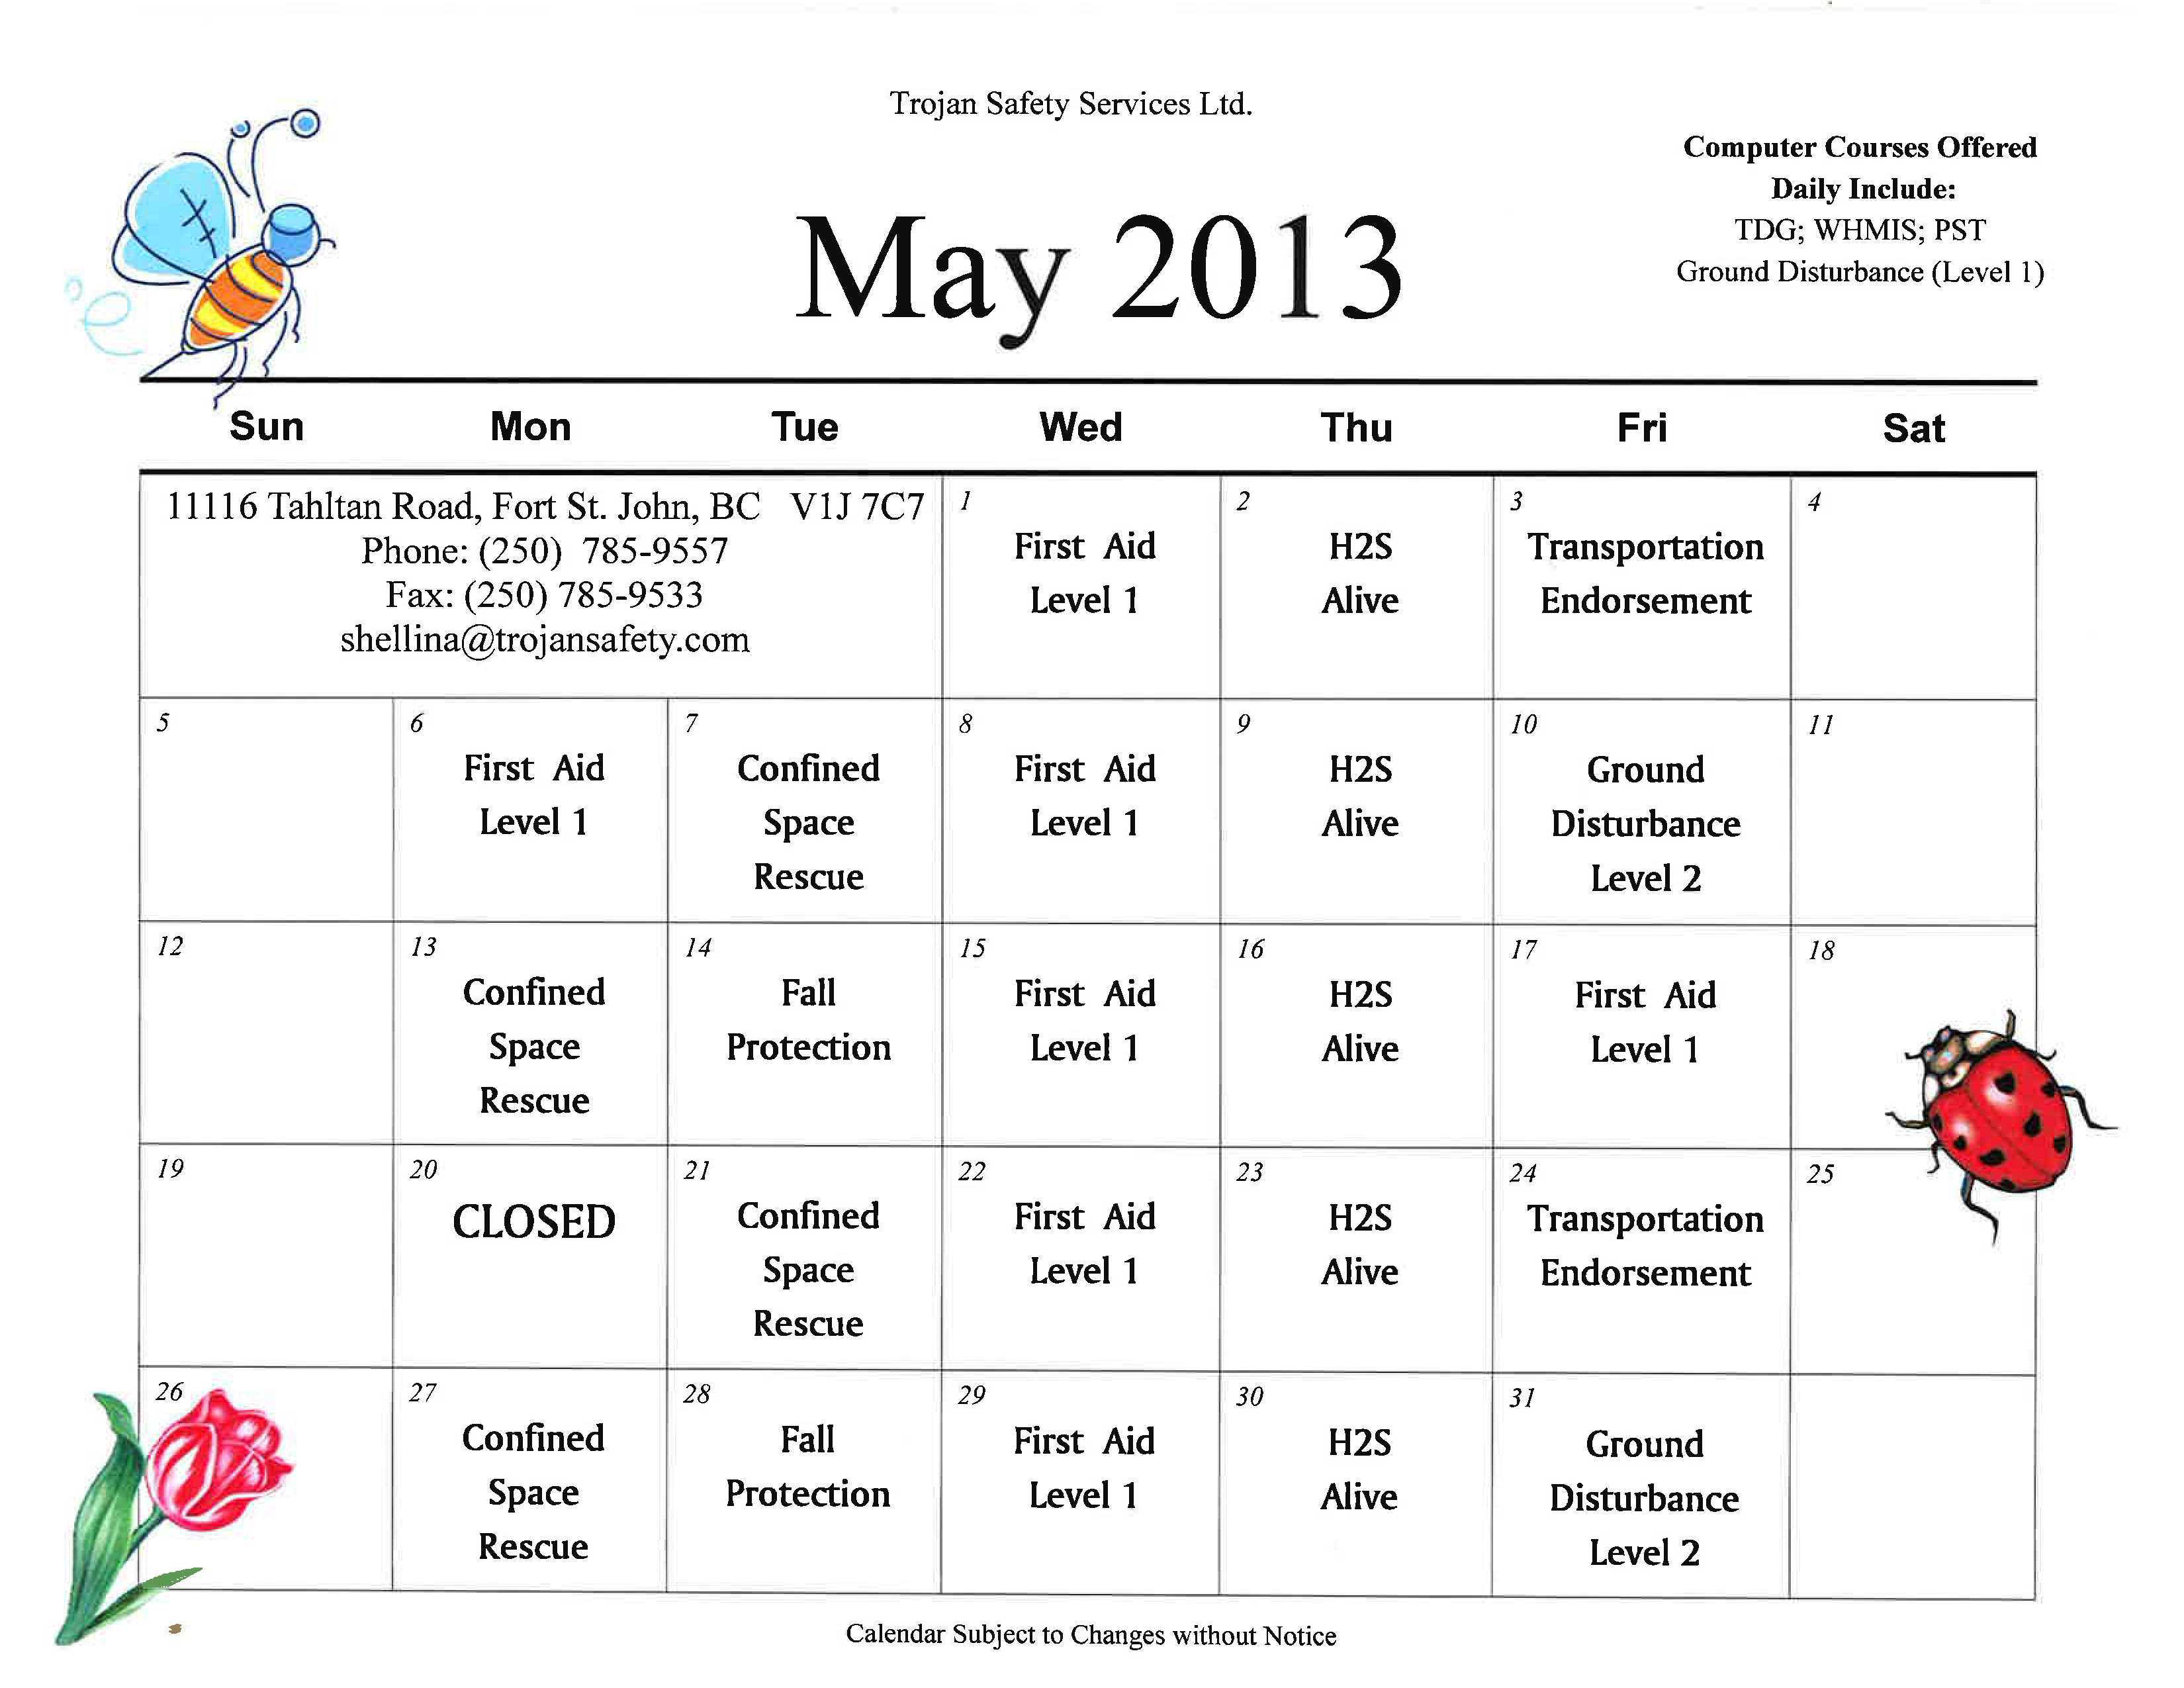 Trojan Safety Services Ltd.
Computer Courses Offered
Daily Include:
TDG; WHMIS; PST
Ground Disturbance (Level 1)
May 2013
Sun Mon Tue Wed Thu Fri Sat
11116 Tahltan Road, Fort St. John, BC V1J 7C7
Phone: (250) 785-9557
Fax: (250) 785-9533
shellina@trojansafety.com
1
First Aid
Level 1
2
H2S
Alive
3
Transportation
Endorsement
4
5
6
First Aid
Level 1
7
Confined
Space
Rescue
8
First Aid
Level 1
9
H2S
Alive
10
Ground
Disturbance
Level 2
11
12
13
Confined
Space
Rescue
14
Fall
Protection
15
First Aid
Level 1
16
H2S
Alive
17
First Aid
Level 1
18
19
20
CLOSED
21
Confined
Space
Rescue
22
First Aid
Level 1
23
H2S
Alive
24
Transportation
Endorsement
25
26
27
Confined
Space
Rescue
28
Fall
Protection
29
First Aid
Level 1
30
H2S
Alive
31
Ground
Disturbance
Level 2
Calendar Subject to Changes without Notice